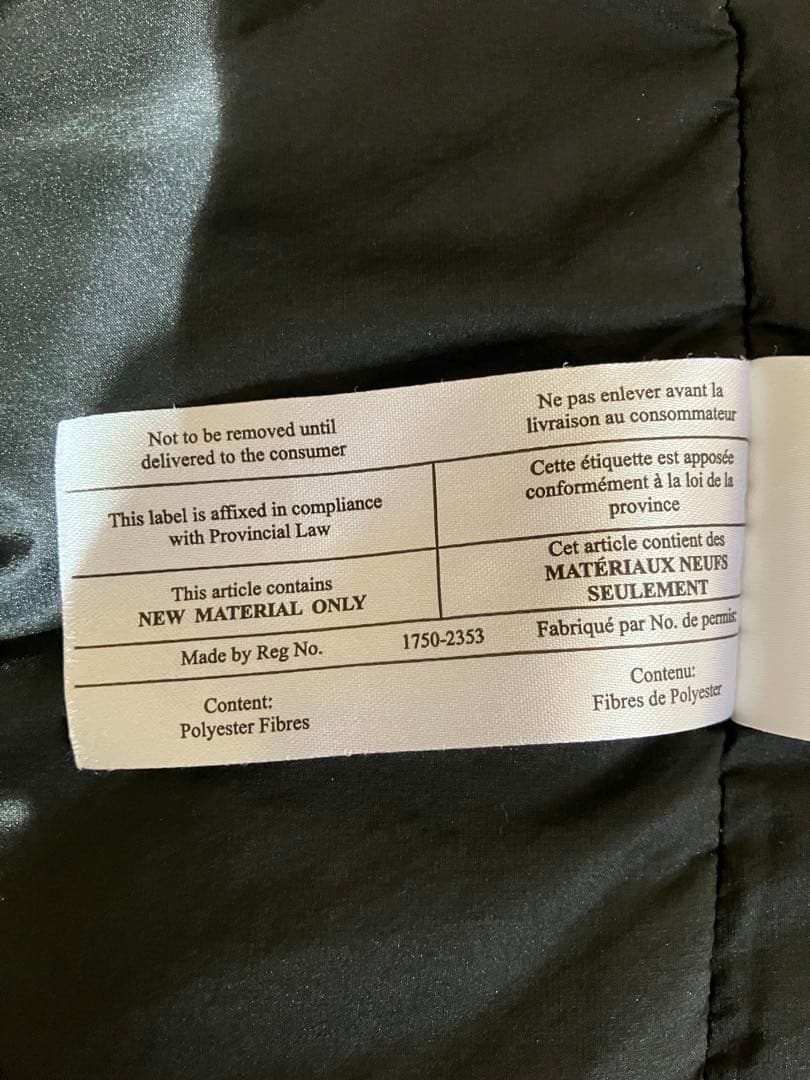 Not to be removed until
delivered to the consumer
Ne pas enlever avant la
livraison au consommateur
This label is affixed in compliance
with Provincial Law
Cette étiquette est apposée
conformément à la loi de la
province
This article contains
NEW MATERIAL ONLY
Cet article contient des
MATÉRIAUX NEUFS
SEULEMENT
Made by Reg No. 1750-2353 Fabriqué par No. de permis
Content:
Polyester Fibres
Contenu:
Fibres de Polyester